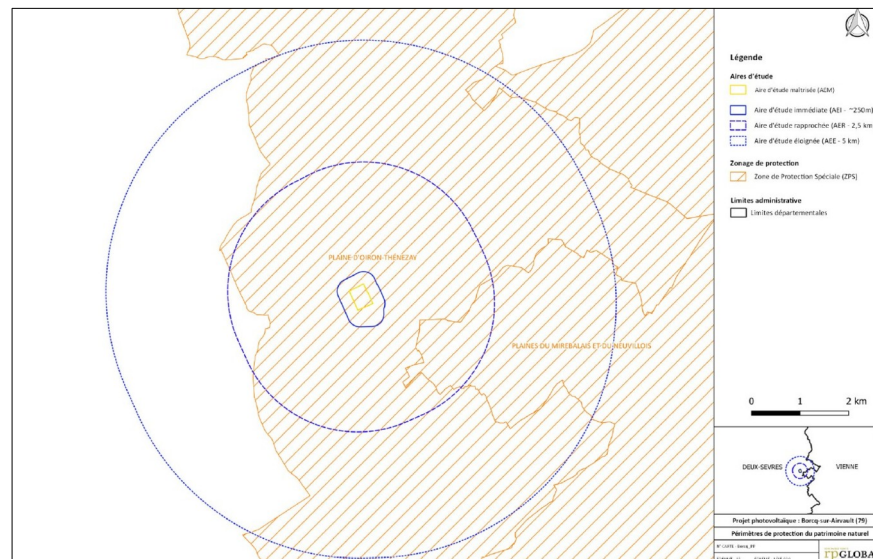 Légende
Aires d'étude
Aire d'étude maîtrisée (AEM)
Aire d'étude immédiate (AEI - ~250m)
Aire d'étude rapprochée (AER - 2,5 km
Aire d'étude éloignée (AEE - 5 km)
Zonage de protection
Zone de Protection Spéciale (ZPS)
Limites administrative
Limites départementales
PLAINE D'OIRON-THÉNEZAY
PLAINES DU MIREBALAIS ET DU NEUVILLOIS
0 1 2 km
DEUX-SEVRES VIENNE
Projet photovoltaïque : Borcq-sur-Airvault (79)
Périmètres de protection du patrimoine naturel
rpGLOBA